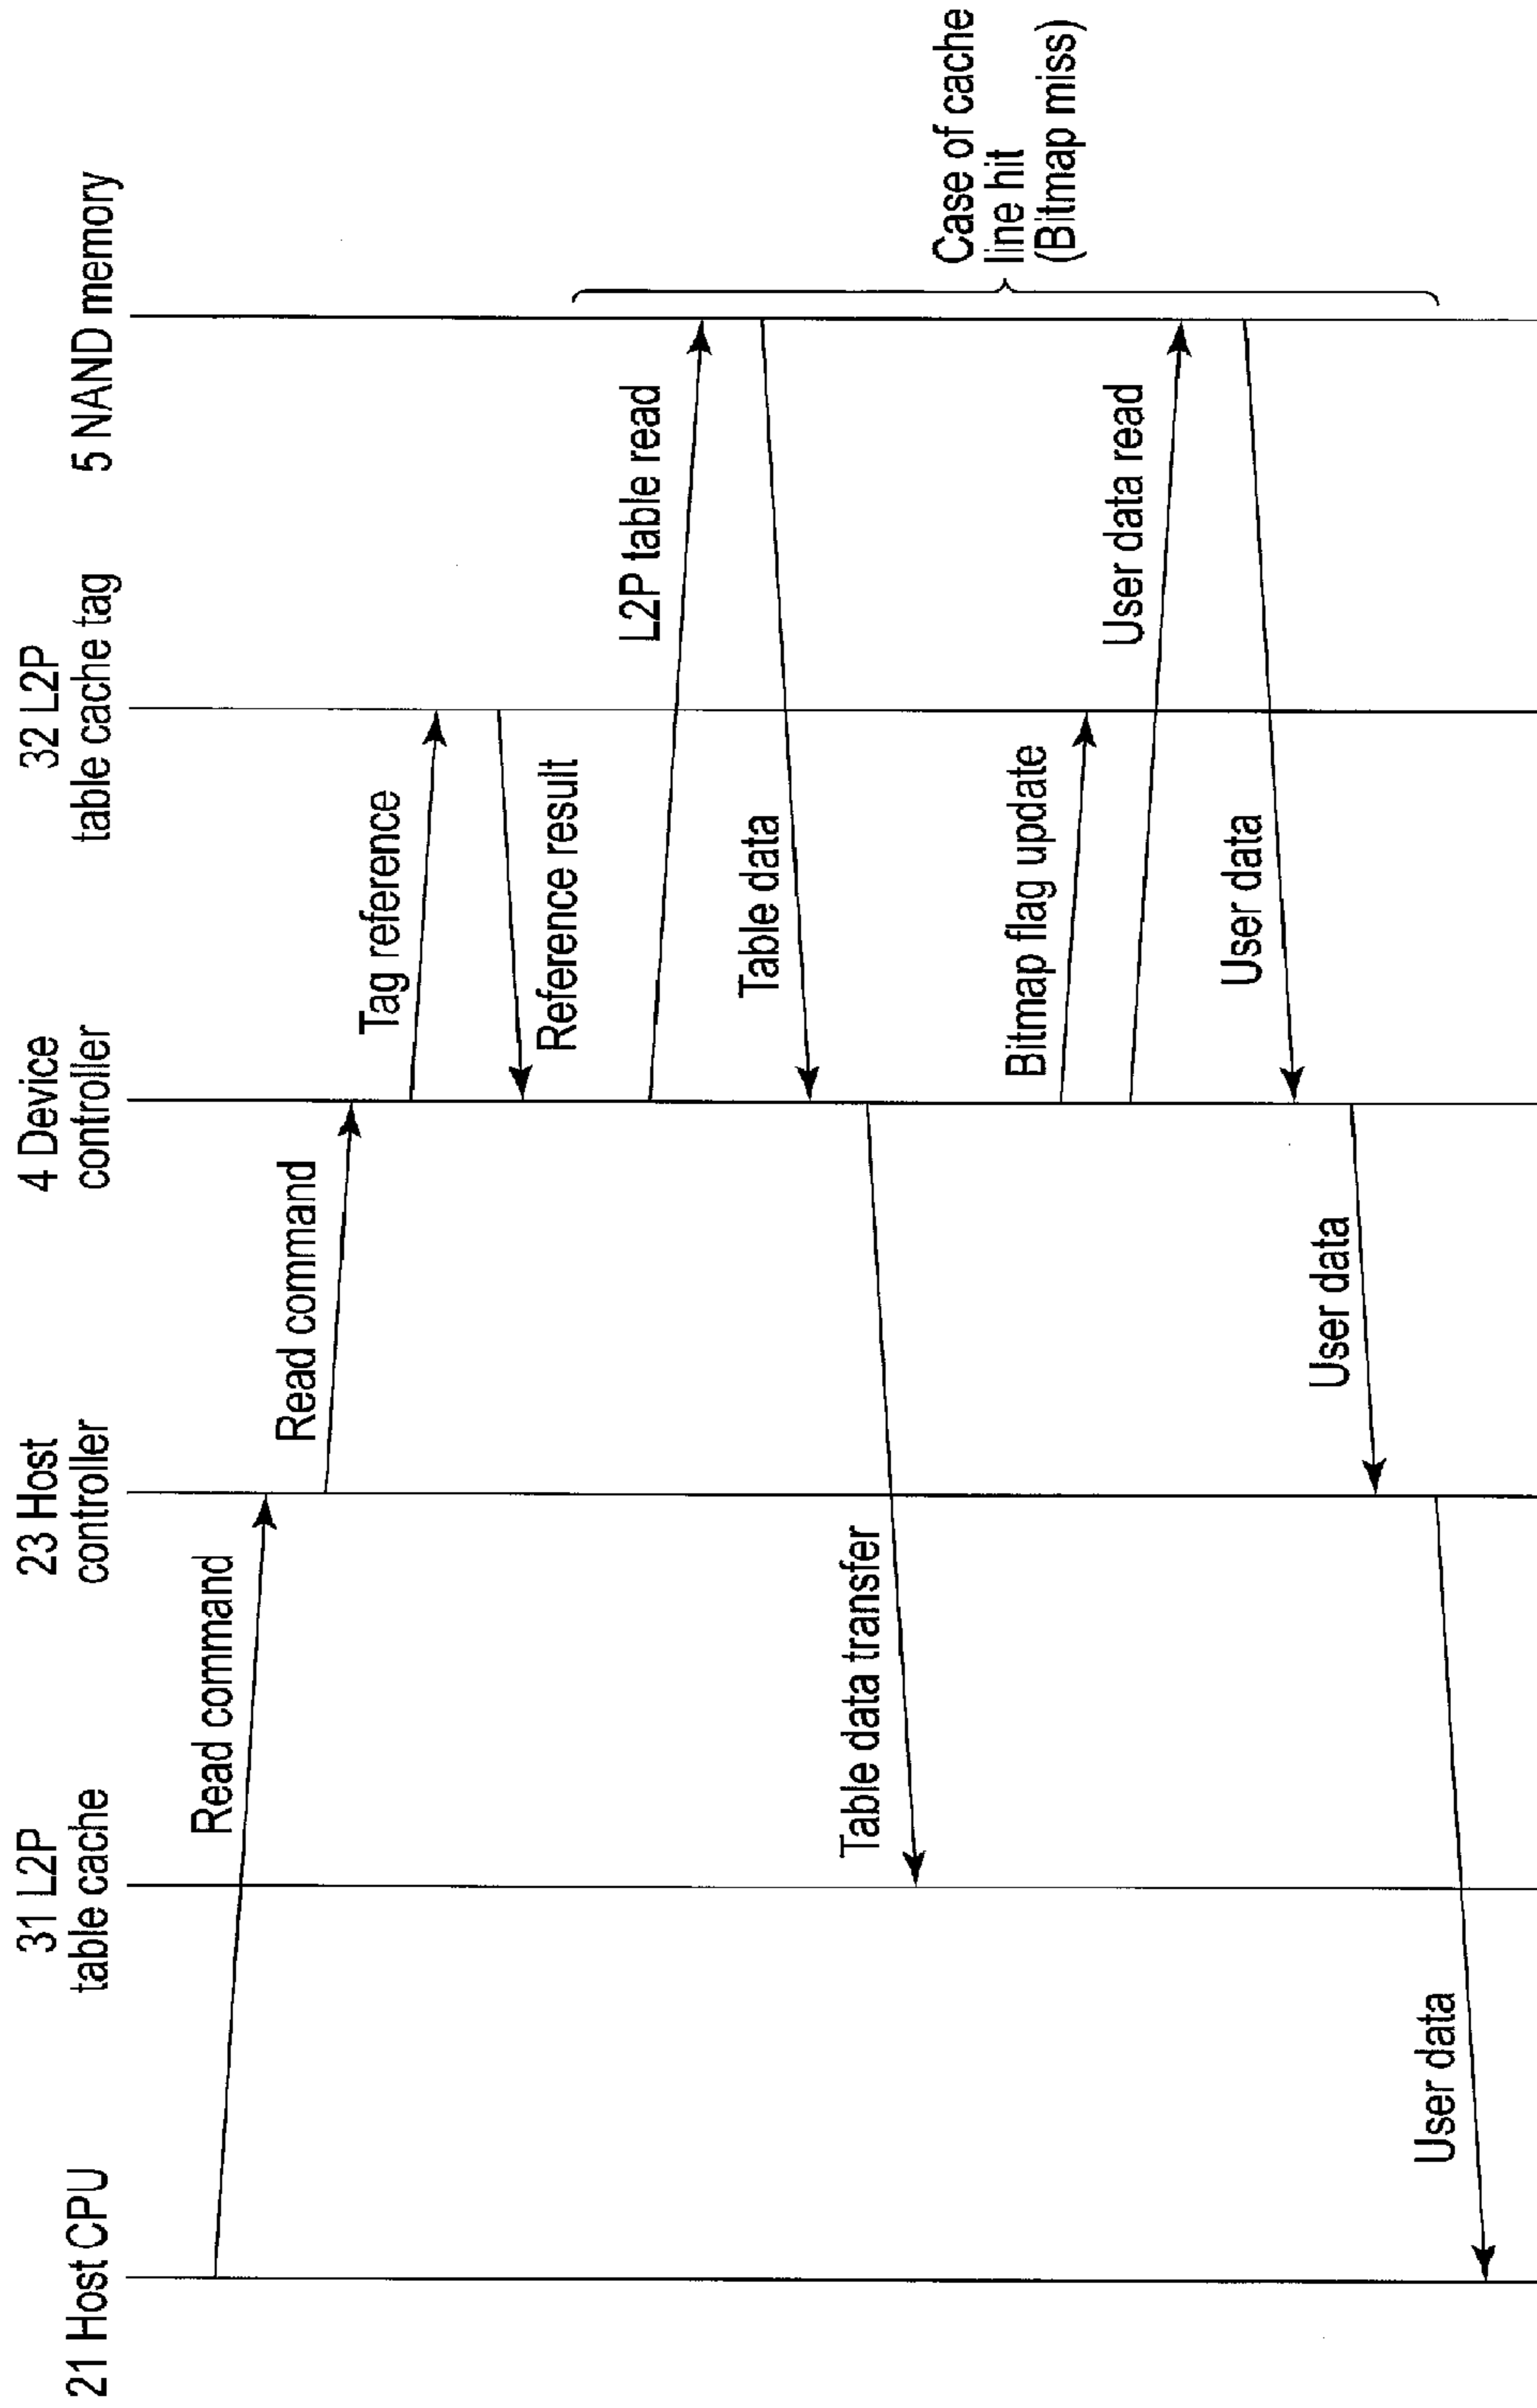 21 Host CPU
31 L2P
table cache
23 Host
controller
4 Device
controller
32 L2P
table cache tag
5 NAND memory
Read command
Read command
Tag reference
Reference result
L2P table read
Table data
Table data transfer
Bitmap flag update
User data read
User data
User data
User data
Case of cache
line hit
(Bitmap miss)